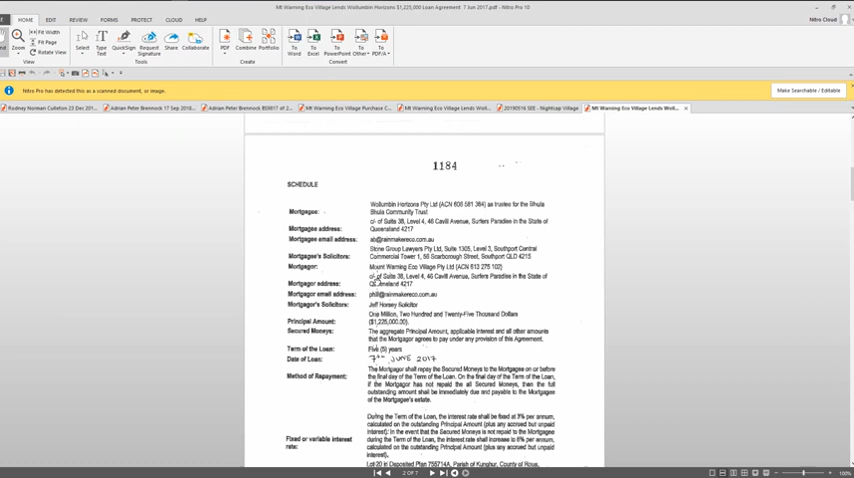 Mt Warning Eco Village Lends Wollumbin Horizons $1,225,000 Loan Agreement 7 Jun 2017.pdf - Nitro Pro 10
HOME EDIT REVIEW FORMS PROTECT CLOUD HELP
Nitro Cloud
Zoom
Fit Width
Fit Page
Rotate View
Select
Type Text
QuickSign
Request Signature
Share
Collaborate
PDF
Combine
Portfolio
To Word
To Excel
To PowerPoint
To Other
To PDF/A
View Tools Create Convert
Nitro Pro has detected this as a scanned document, or image.
Make Searchable / Editable
Rodney Norman Culleton 23 Dec 201...
Adrian Peter Brennock 17 Sep 2018...
Adrian Peter Brennock B59817 of 2...
Mt Warning Eco Village Purchase C...
Mt Warning Eco Village Lends Woll...
20190516 SEE - Nightcap Village
Mt Warning Eco Village Lends Woll...
1184
SCHEDULE
Mortgagee: Wollumbin Horizons Pty Ltd (ACN 606 581 364) as trustee for the Bhula Bhula Community Trust
Mortgagee address: c/- of Suite 38, Level 4, 46 Cavill Avenue, Surfers Paradise in the State of Queensland 4217
Mortgagee email address: ab@rainmakereco.com.au
Mortgagee's Solicitors: Stone Group Lawyers Pty Ltd, Suite 1305, Level 3, Southport Central Commercial Tower 1, 56 Scarborough Street, Southport QLD 4215
Mortgagor: Mount Warning Eco Village Pty Ltd (ACN 613 275 102)
Mortgagor address: c/- of Suite 38, Level 4, 46 Cavill Avenue, Surfers Paradise in the State of Queensland 4217
Mortgagor email address: phill@rainmakereco.com.au
Mortgagor's Solicitors: Jeff Horsey Solicitor
Principal Amount: One Million, Two Hundred and Twenty-Five Thousand Dollars ($1,225,000.00).
Secured Moneys: The aggregate Principal Amount, applicable interest and all other amounts that the Mortgagor agrees to pay under any provision of this Agreement.
Term of the Loan: Five (5) years
Date of Loan: 7th JUNE 2017
Method of Repayment: The Mortgagor shall repay the Secured Moneys to the Mortgagee on or before the final day of the Term of the Loan. On the final day of the Term of the Loan, if the Mortgagor has not repaid the all Secured Moneys, then the full outstanding amount shall be immediately due and payable to the Mortgagee of the Mortgagee's estate.
Fixed or variable interest rate: During the Term of the Loan, the interest rate shall be fixed at 3% per annum, calculated on the outstanding Principal Amount (plus any accrued but unpaid interest). In the event that the Secured Moneys is not repaid to the Mortgagee during the Term of the Loan, the interest rate shall increase to 6% per annum, calculated on the outstanding Principal Amount (plus any accrued but unpaid interest).
Lot 20 in Deposited Plan 755714A, Parish of Kunghur, County of Rous,
2 OF 7
100%